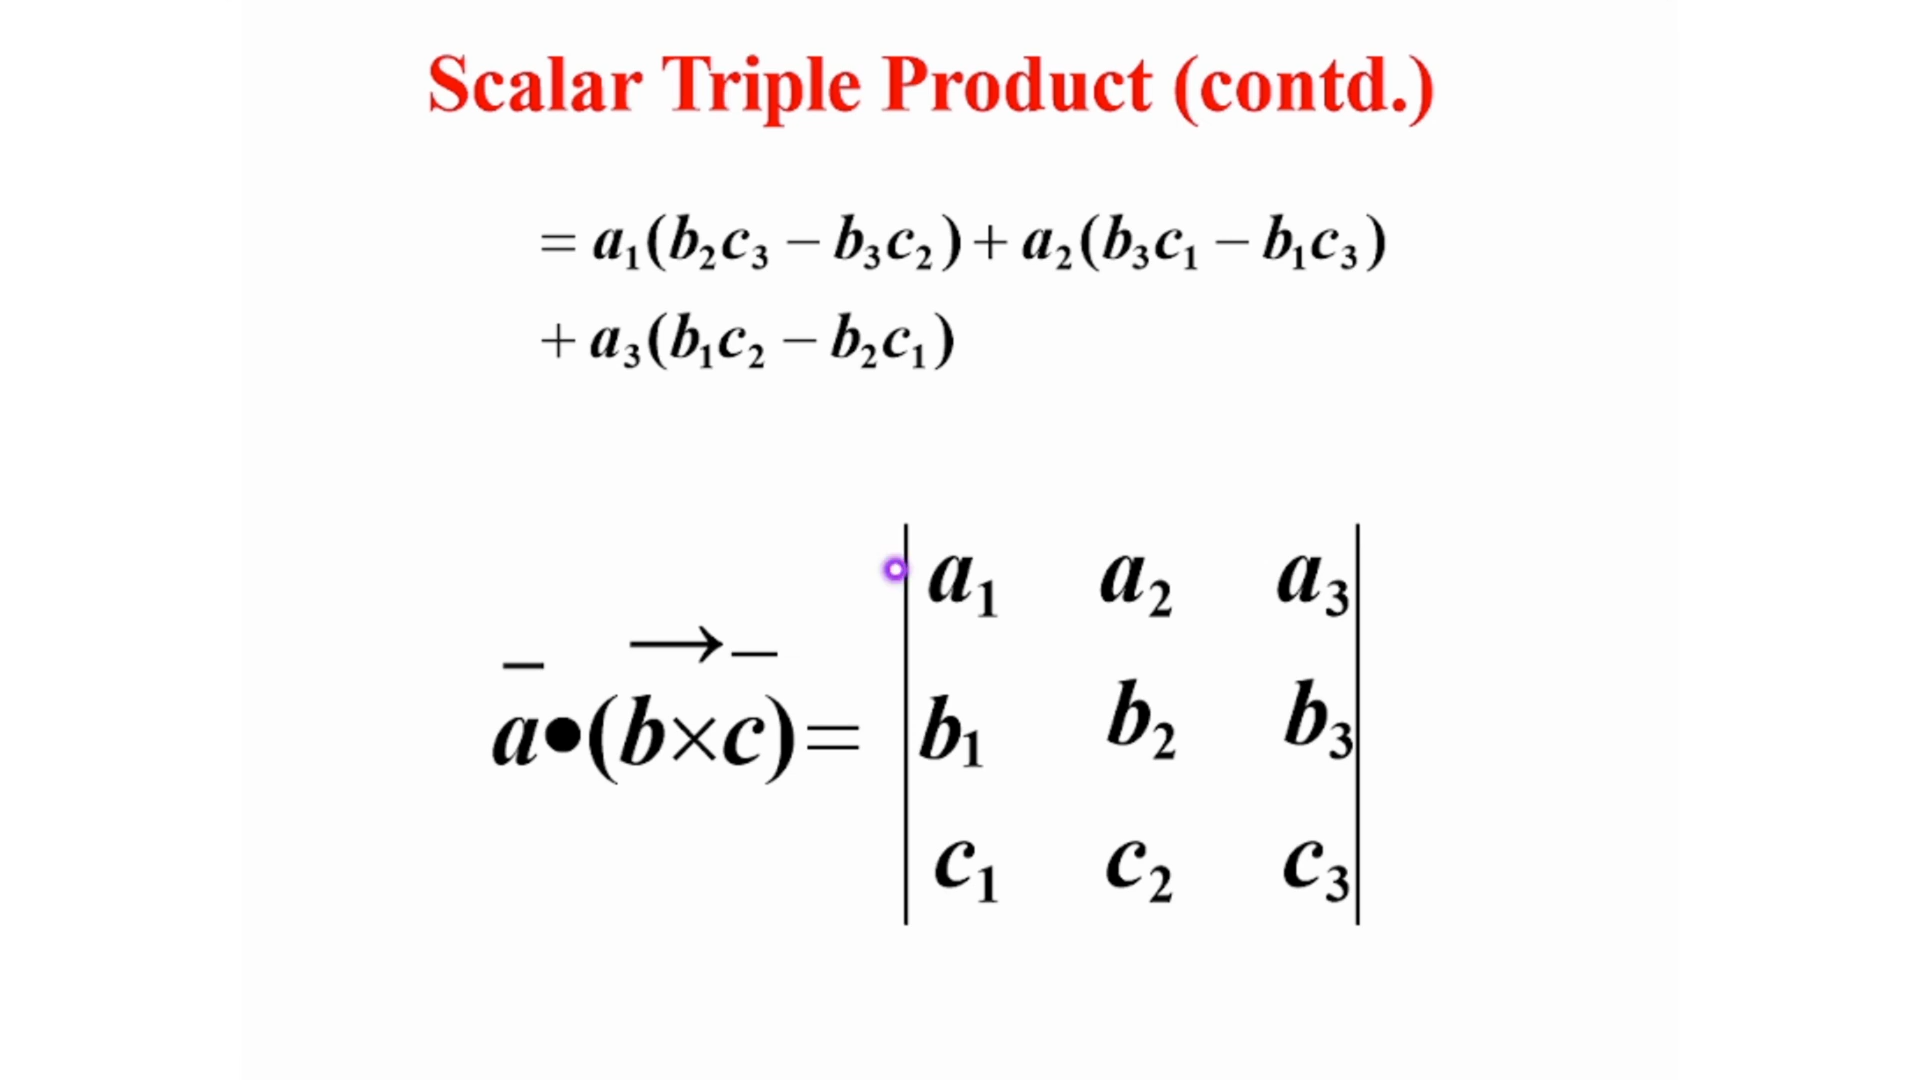 Scalar Triple Product (contd.)
= a₁(b₂c₃ − b₃c₂) + a₂(b₃c₁ − b₁c₃)
+ a₃(b₁c₂ − b₂c₁)
a₁ a₂ a₃
a̅•(b⃗×c̅)= b₁ b₂ b₃
c₁ c₂ c₃